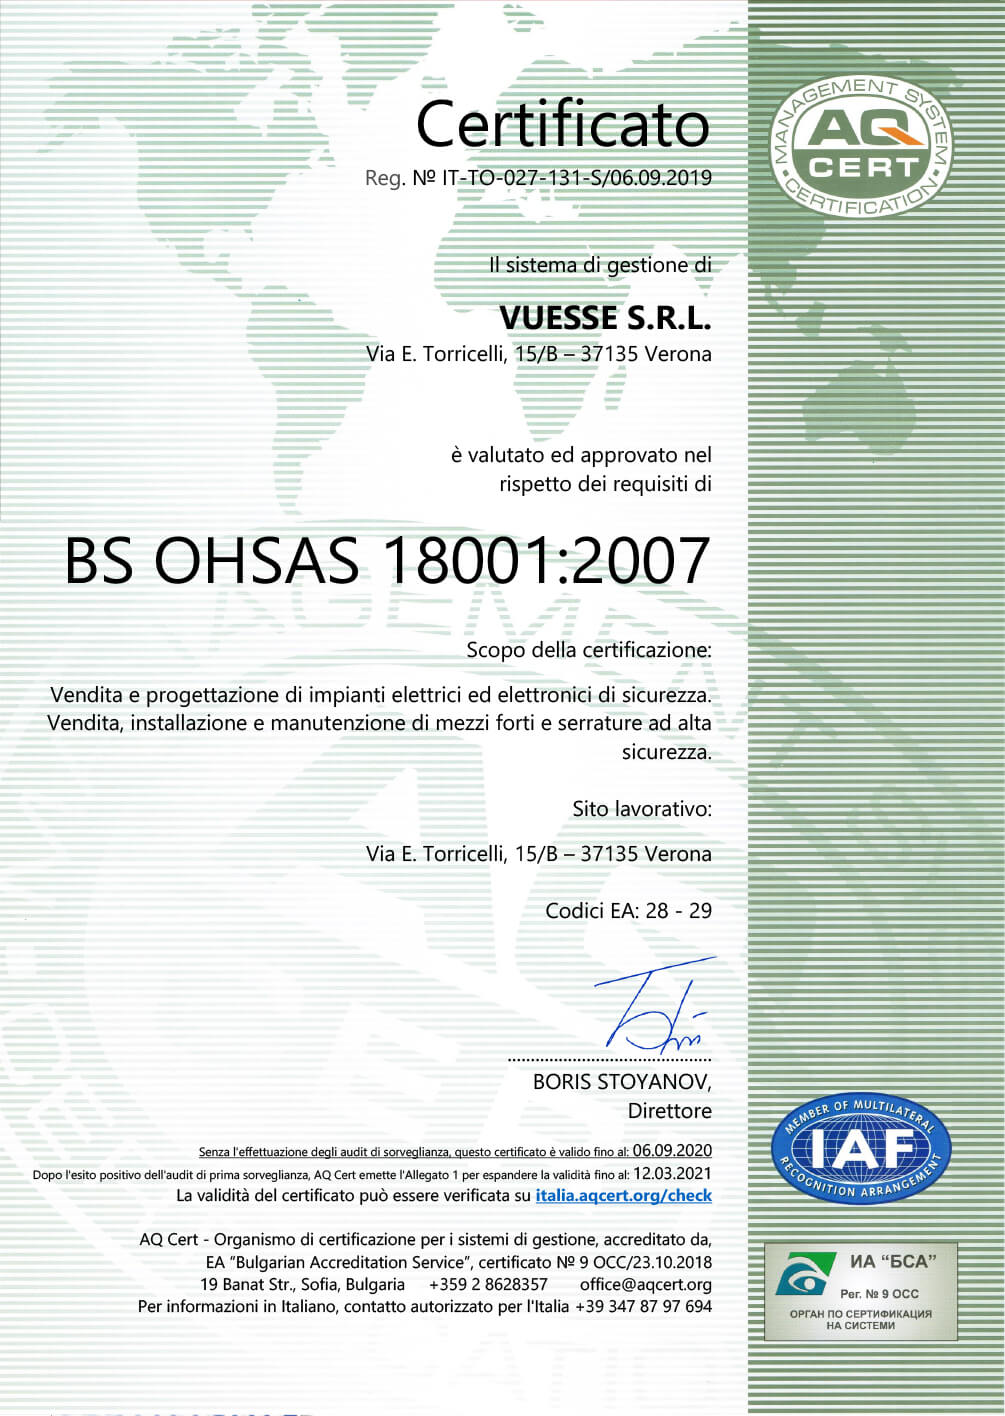 Certificato
Reg. № IT-TO-027-131-S/06.09.2019
MANAGEMENT SYSTEM
AQ
CERT
CERTIFICATION
Il sistema di gestione di
VUESSE S.R.L.
Via E. Torricelli, 15/B – 37135 Verona
è valutato ed approvato nel
rispetto dei requisiti di
BS OHSAS 18001:2007
Scopo della certificazione:
Vendita e progettazione di impianti elettrici ed elettronici di sicurezza.
Vendita, installazione e manutenzione di mezzi forti e serrature ad alta
sicurezza.
Sito lavorativo:
Via E. Torricelli, 15/B – 37135 Verona
Codici EA: 28 - 29
BORIS STOYANOV,
Direttore
Senza l'effettuazione degli audit di sorveglianza, questo certificato è valido fino al: 06.09.2020
Dopo l'esito positivo dell'audit di prima sorveglianza, AQ Cert emette l'Allegato 1 per espandere la validità fino al: 12.03.2021
La validità del certificato può essere verificata su italia.aqcert.org/check
AQ Cert - Organismo di certificazione per i sistemi di gestione, accreditato da,
EA “Bulgarian Accreditation Service”, certificato № 9 OCC/23.10.2018
19 Banat Str., Sofia, Bulgaria +359 2 8628357 office@aqcert.org
Per informazioni in Italiano, contatto autorizzato per l'Italia +39 347 87 97 694
MEMBER OF MULTILATERAL
IAF
RECOGNITION ARRANGEMENT
ИА “БСА”
Рег. № 9 ОСС
ОРГАН ПО СЕРТИФИКАЦИЯ
НА СИСТЕМИ